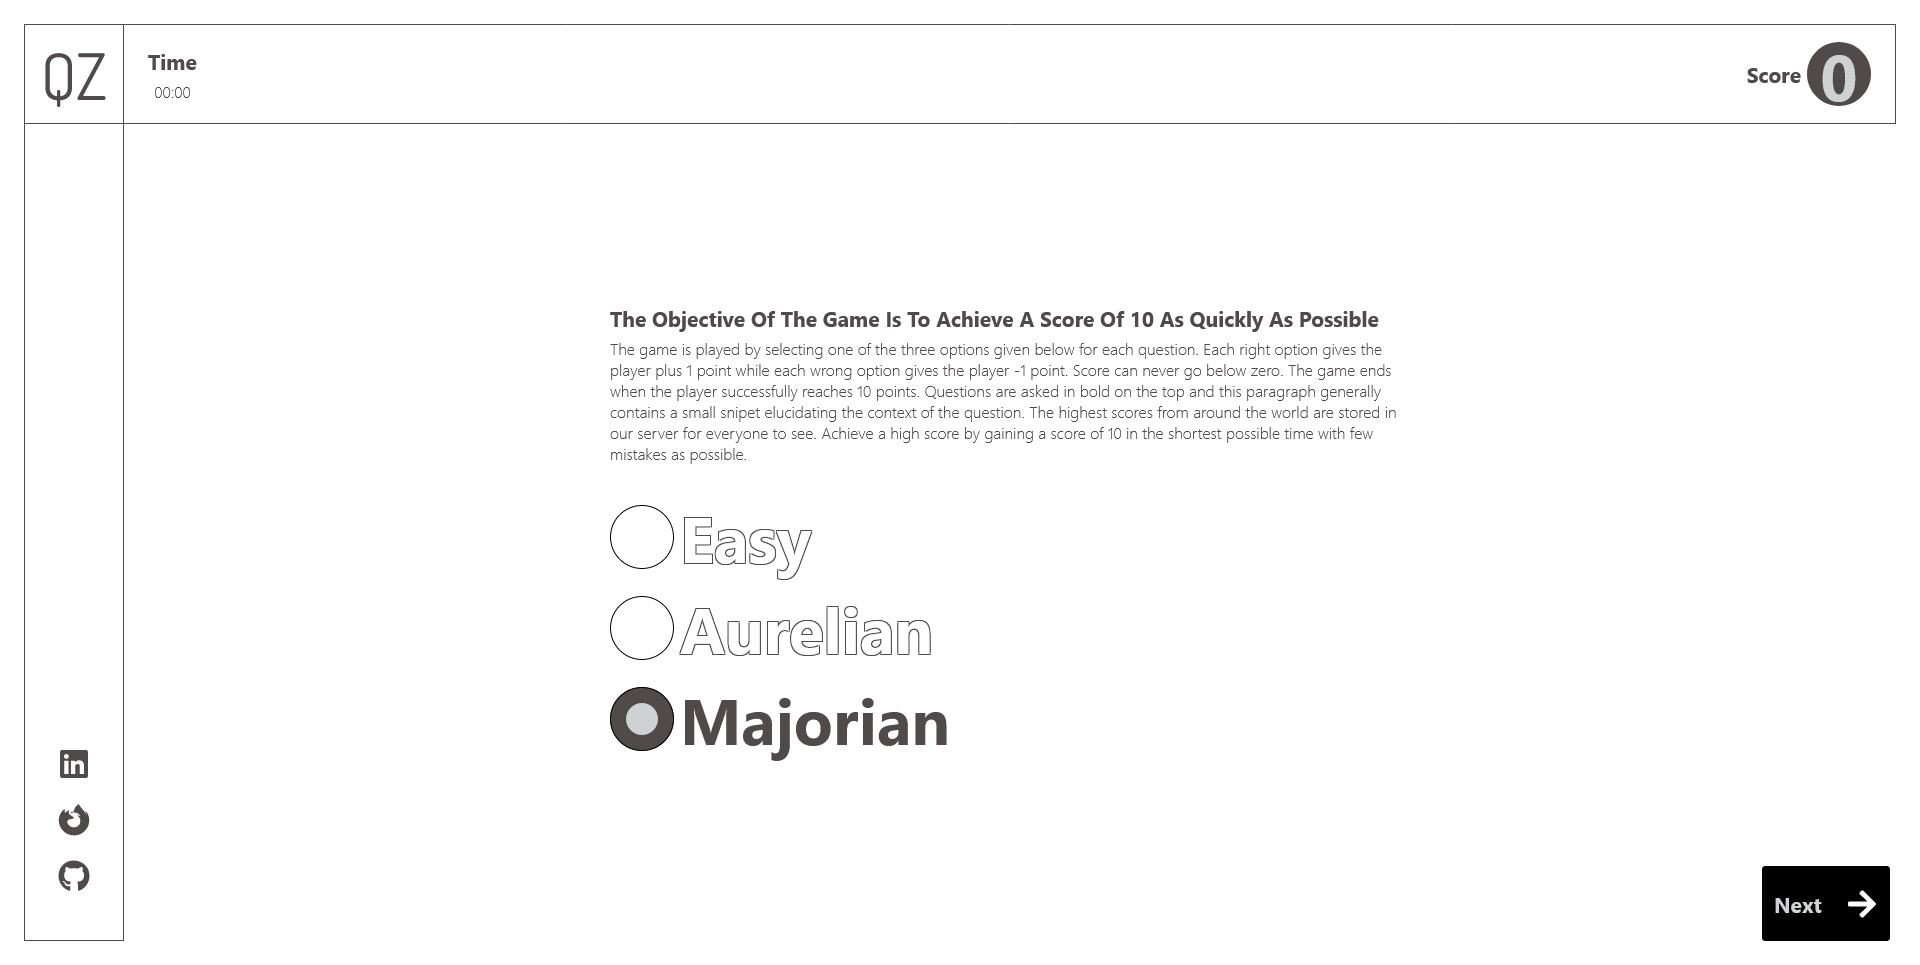 QZ
Time
00:00
Score 0
The Objective Of The Game Is To Achieve A Score Of 10 As Quickly As Possible
The game is played by selecting one of the three options given below for each question. Each right option gives the
player plus 1 point while each wrong option gives the player -1 point. Score can never go below zero. The game ends
when the player successfully reaches 10 points. Questions are asked in bold on the top and this paragraph generally
contains a small snipet elucidating the context of the question. The highest scores from around the world are stored in
our server for everyone to see. Achieve a high score by gaining a score of 10 in the shortest possible time with few
mistakes as possible.
Easy
Aurelian
Majorian
in
Next